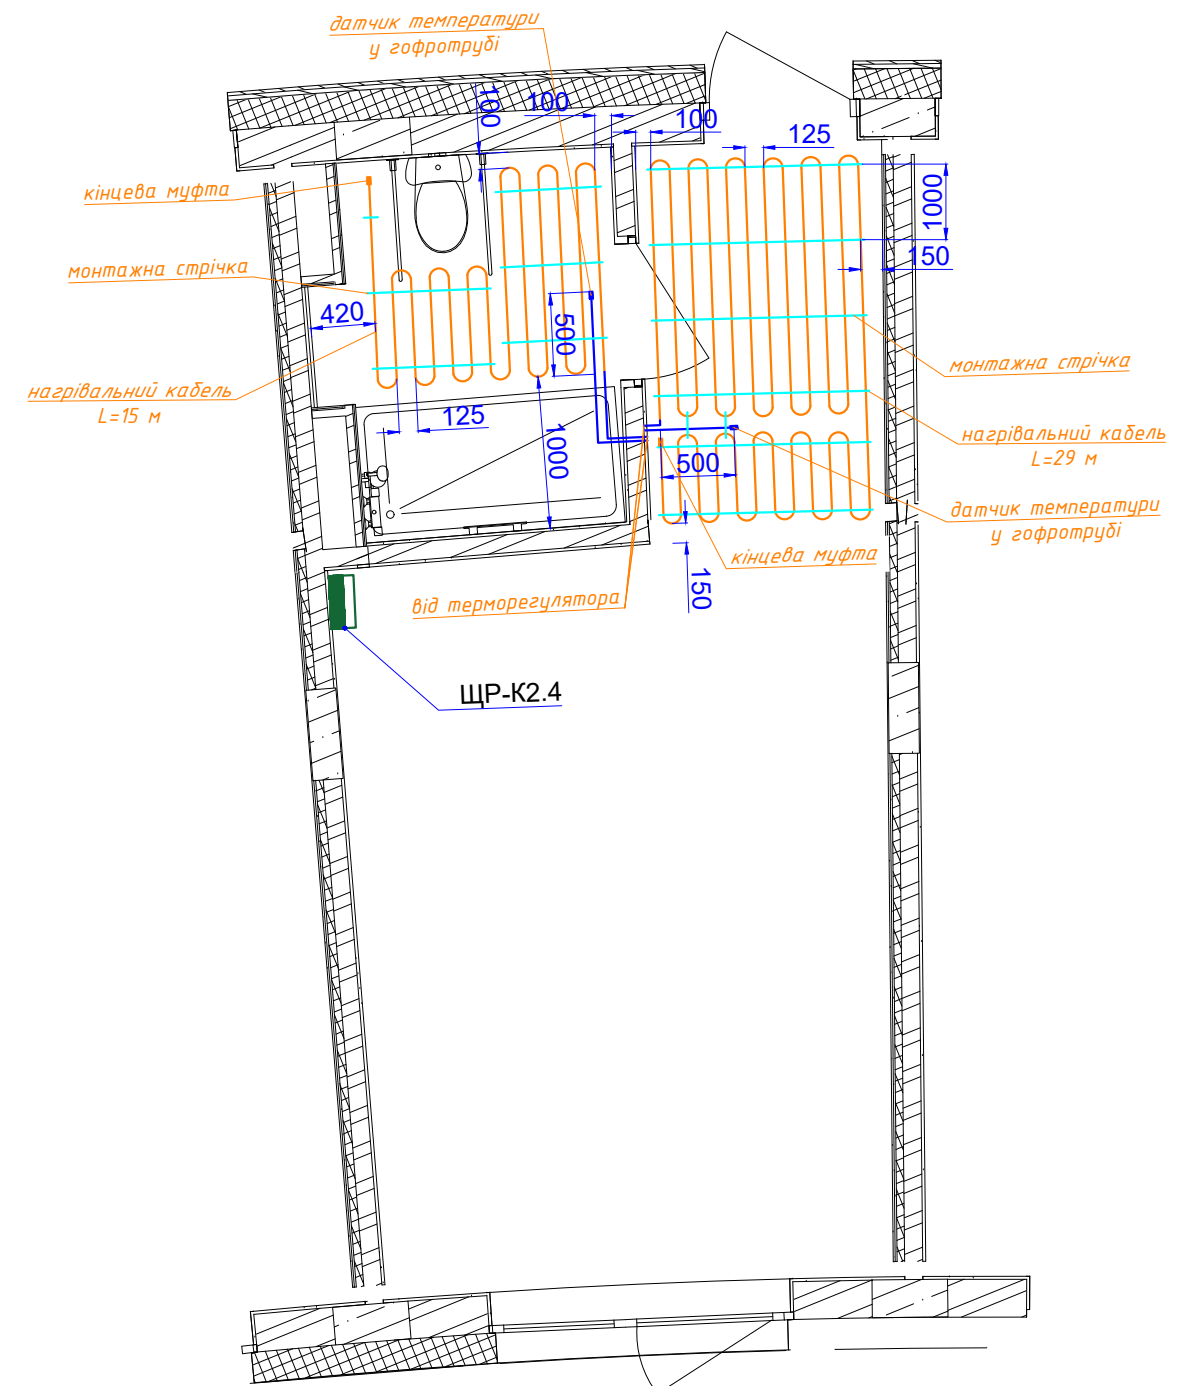 датчик температури
у гофротрубі
100
100
100
125
кінцева муфта
1000
монтажна стрічка
150
420
500
монтажна стрічка
нагрівальний кабель
L=15 м
125
1000
нагрівальний кабель
L=29 м
500
датчик температури
у гофротрубі
кінцева муфта
150
від терморегулятора
ЩР-К2.4